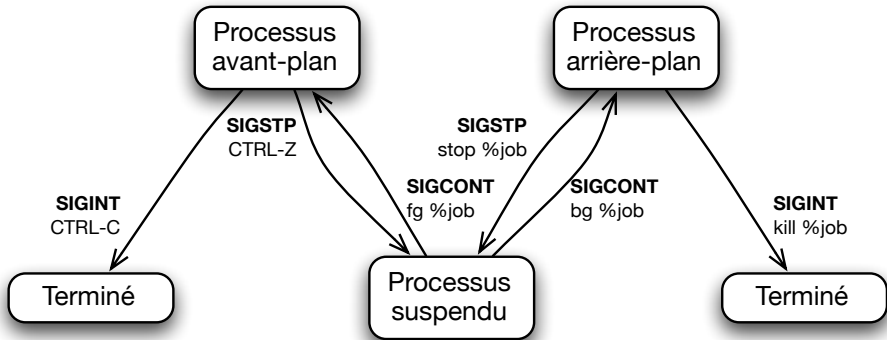 Processus
avant-plan
Processus
arrière-plan
SIGSTP
CTRL-Z
SIGSTP
stop %job
SIGCONT
fg %job
SIGCONT
bg %job
SIGINT
CTRL-C
SIGINT
kill %job
Terminé
Processus
suspendu
Terminé